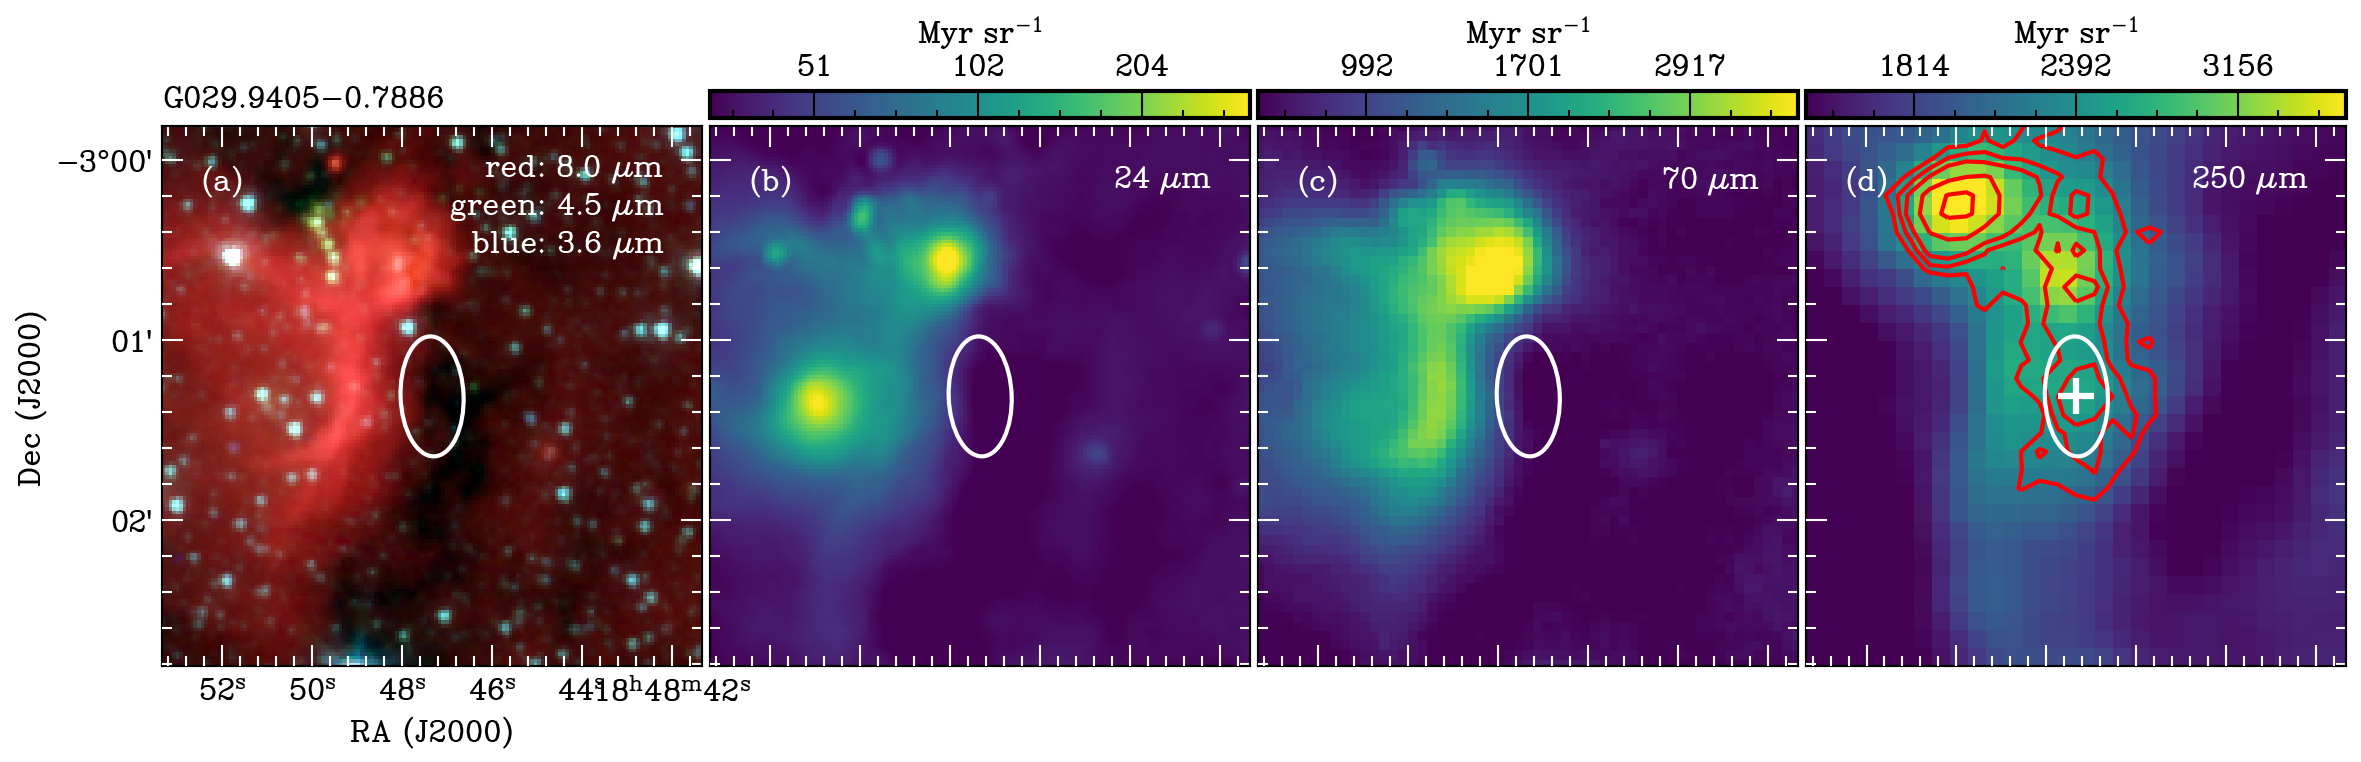 Myr sr⁻¹ Myr sr⁻¹ Myr sr⁻¹
51 102 204 992 1701 2917 1814 2392 3156
G029.9405−0.7886
(a) red: 8.0 μm
green: 4.5 μm
blue: 3.6 μm
(b) 24 μm
(c) 70 μm
(d) 250 μm
−3°00'
01'
02'
Dec (J2000)
52ˢ 50ˢ 48ˢ 46ˢ 44ˢ 18ʰ48ᵐ42ˢ
RA (J2000)